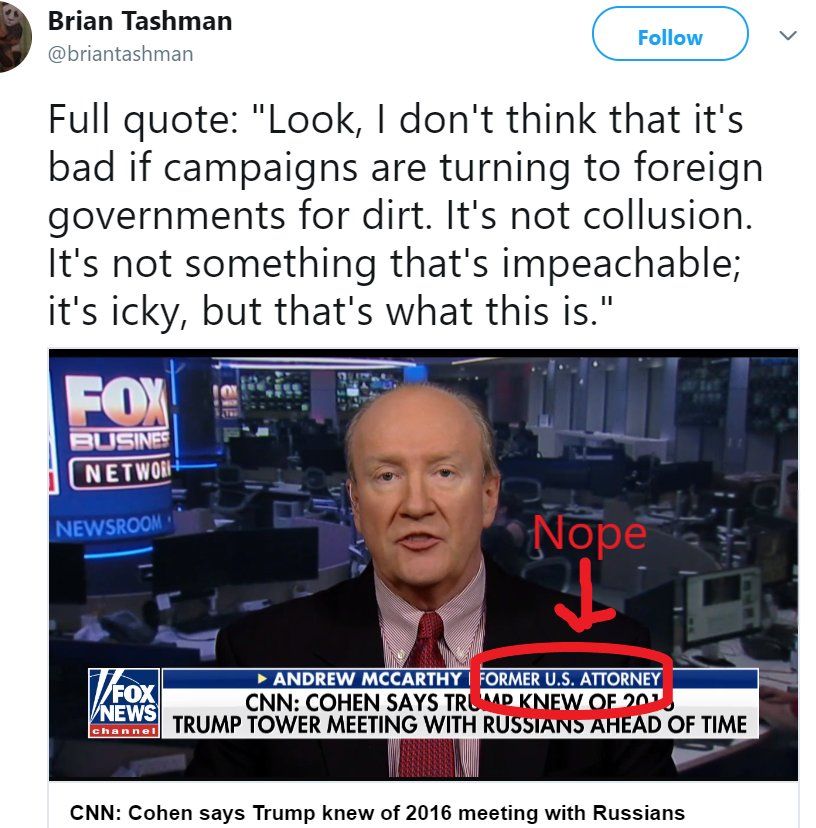 Brian Tashman
@briantashman
Follow
Full quote: "Look, I don't think that it's
bad if campaigns are turning to foreign
governments for dirt. It's not collusion.
It's not something that's impeachable;
it's icky, but that's what this is."
FOX
BUSINES
NETWOR
NEWSROOM
Nope
ANDREW MCCARTHY FORMER U.S. ATTORNEY
FOX
NEWS
channel
CNN: COHEN SAYS TRUMP KNEW OF 2016
TRUMP TOWER MEETING WITH RUSSIANS AHEAD OF TIME
CNN: Cohen says Trump knew of 2016 meeting with Russians